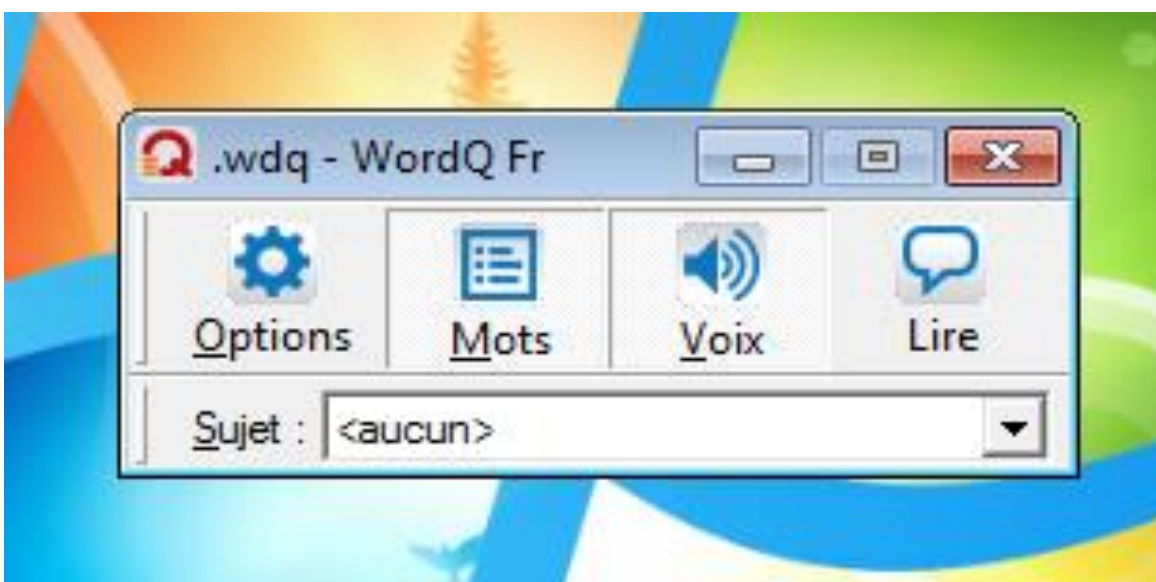 .wdq - WordQ Fr
Options Mots Voix Lire
Sujet : <aucun>